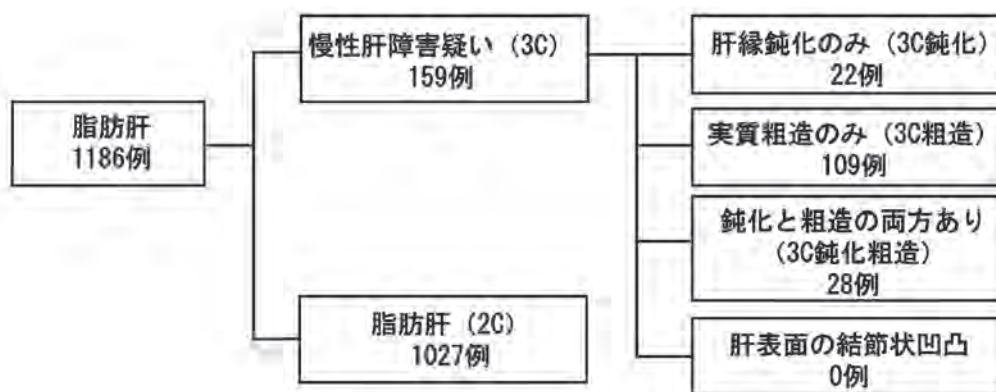 脂肪肝
1186例
慢性肝障害疑い（3C）
159例
脂肪肝（2C）
1027例
肝縁鈍化のみ（3C鈍化）
22例
実質粗造のみ（3C粗造）
109例
鈍化と粗造の両方あり
（3C鈍化粗造）
28例
肝表面の結節状凹凸
0例